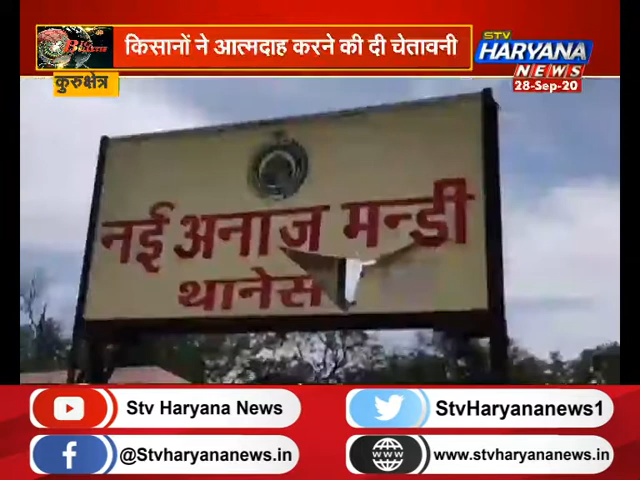 किसानों ने आत्मदाह करने की दी चेतावनी
STV
HARYANA
NEWS
कुरुक्षेत्र
28-Sep-20
नई अनाज मन्डी
Stv Haryana News
StvHaryananews1
@Stvharyananews.in
www.stvharyananews.in